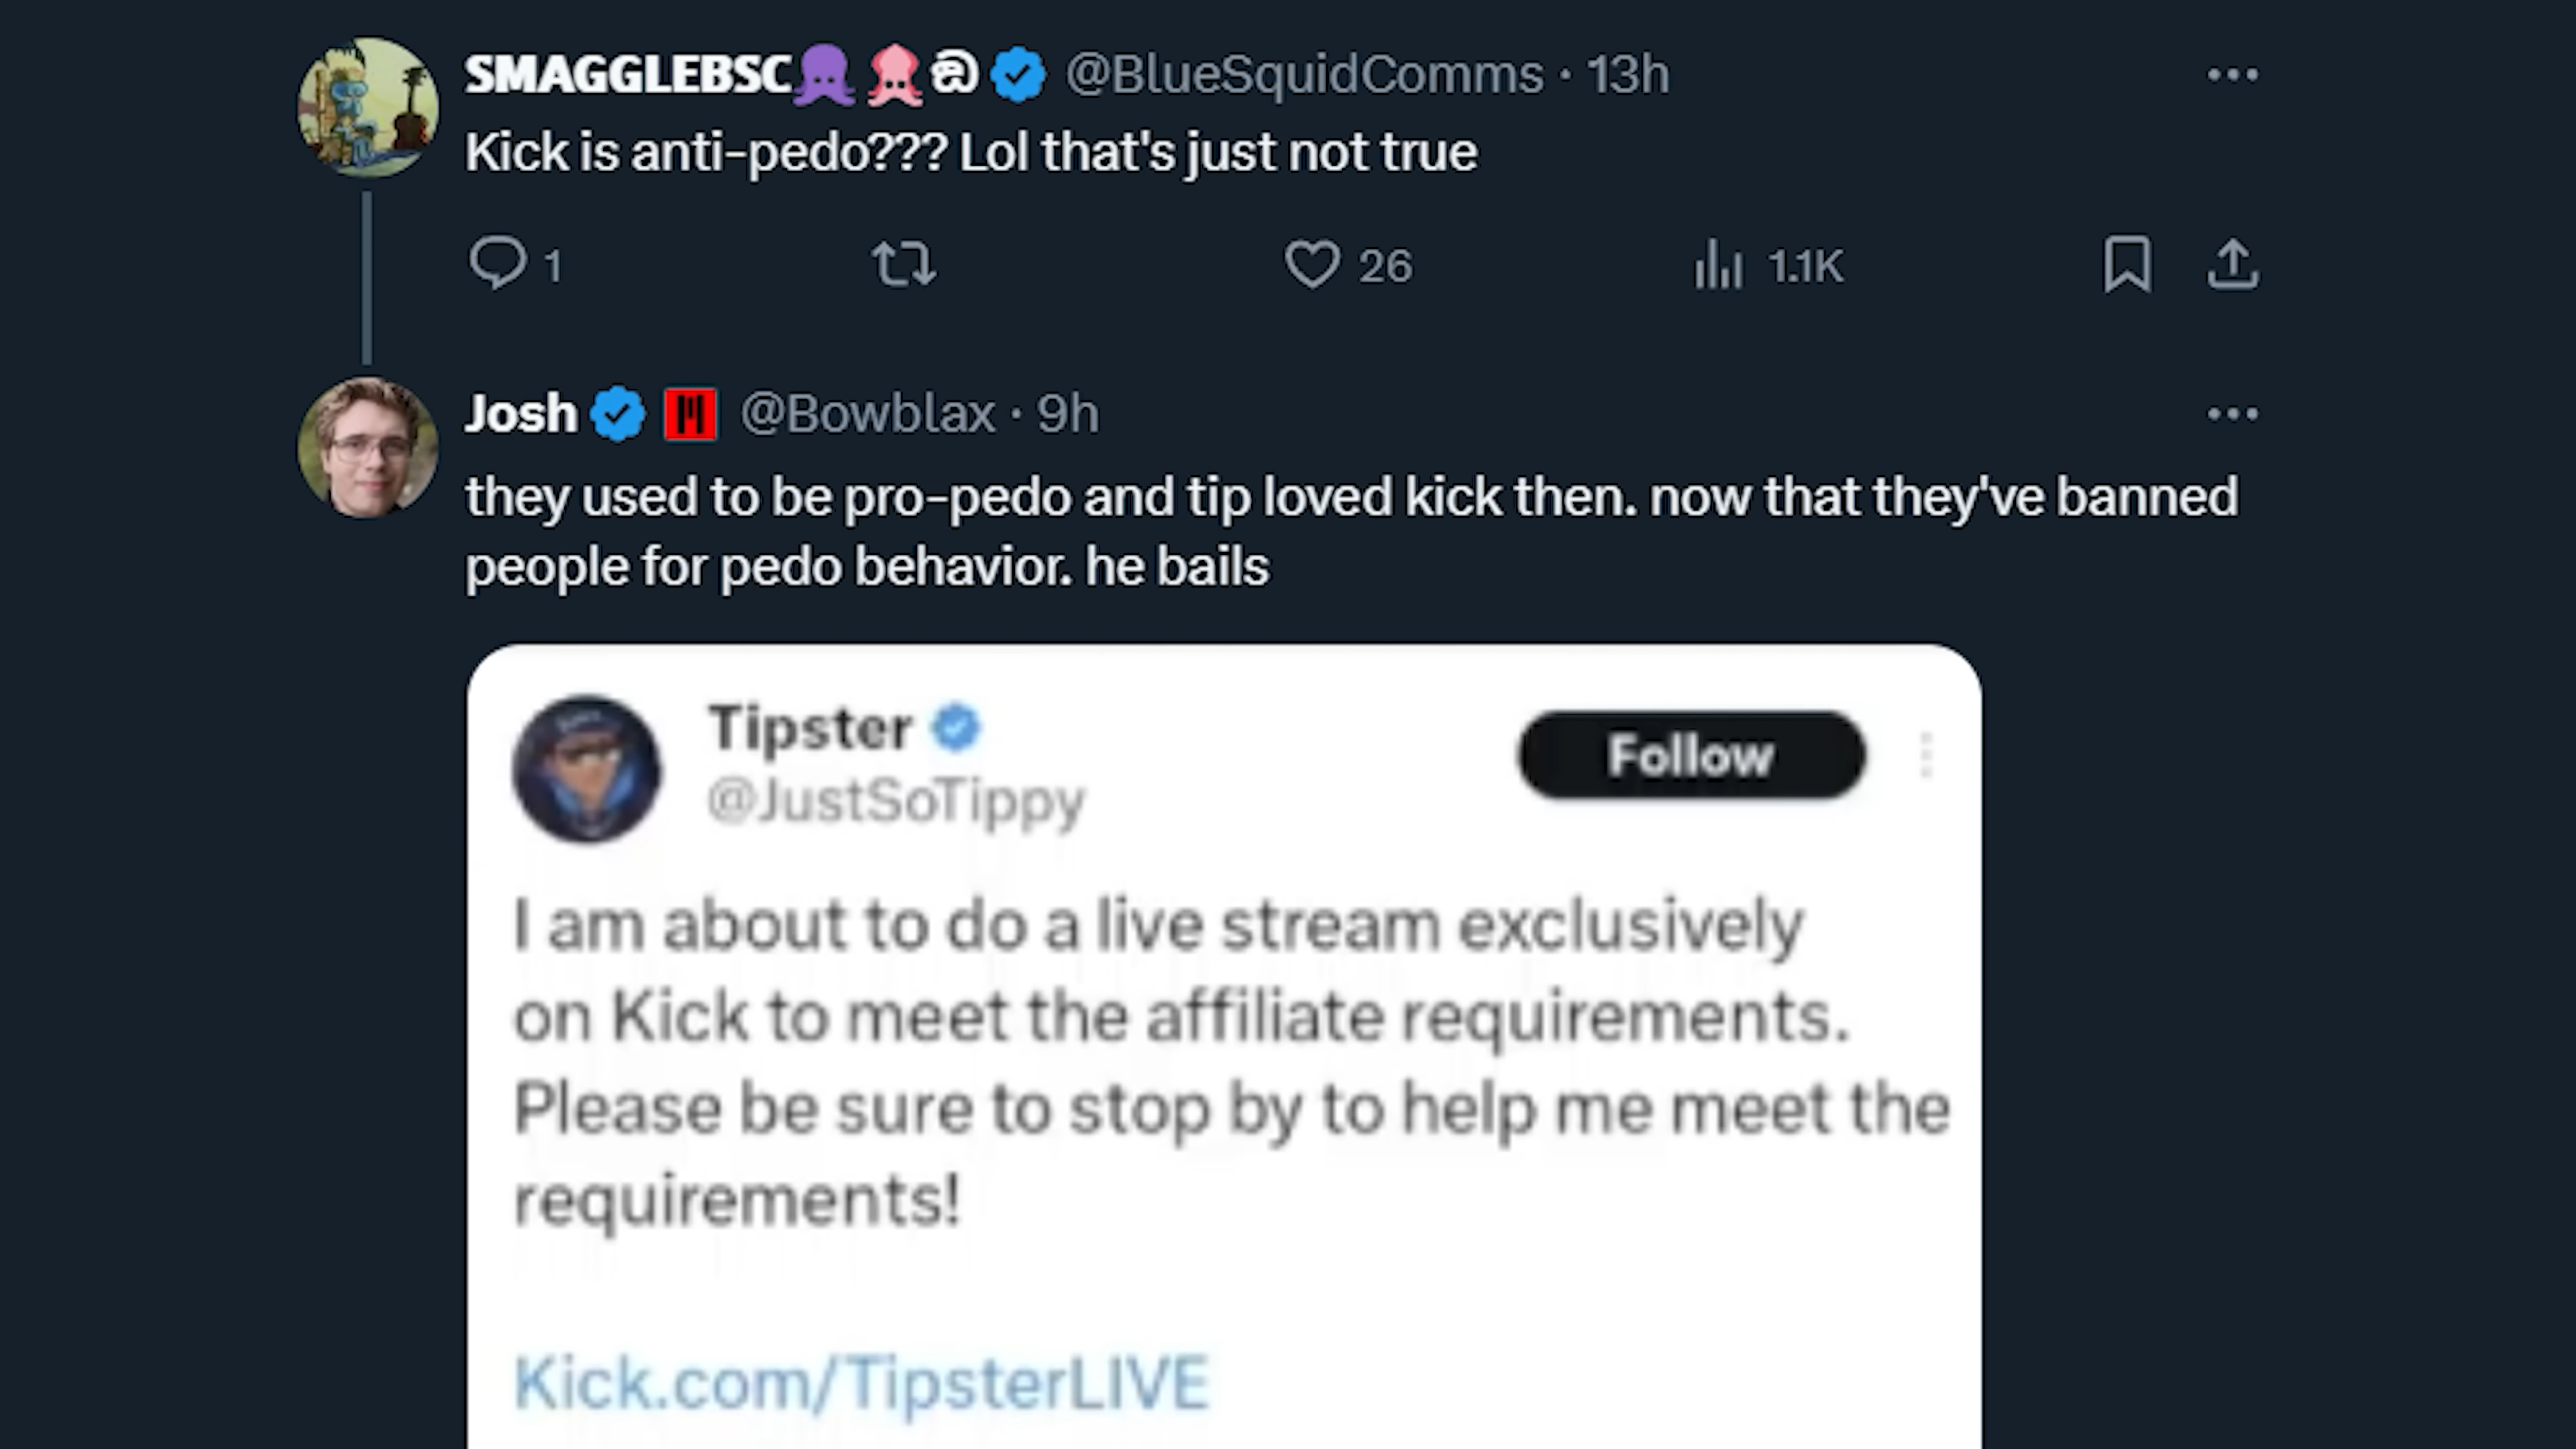 SMAGGLEBSC🐙🦑ඞ @BlueSquidComms · 13h
Kick is anti-pedo??? Lol that's just not true
1 26 1.1K
Josh @Bowblax · 9h
they used to be pro-pedo and tip loved kick then. now that they've banned
people for pedo behavior. he bails
Tipster
@JustSoTippy
Follow
I am about to do a live stream exclusively
on Kick to meet the affiliate requirements.
Please be sure to stop by to help me meet the
requirements!
Kick.com/TipsterLIVE